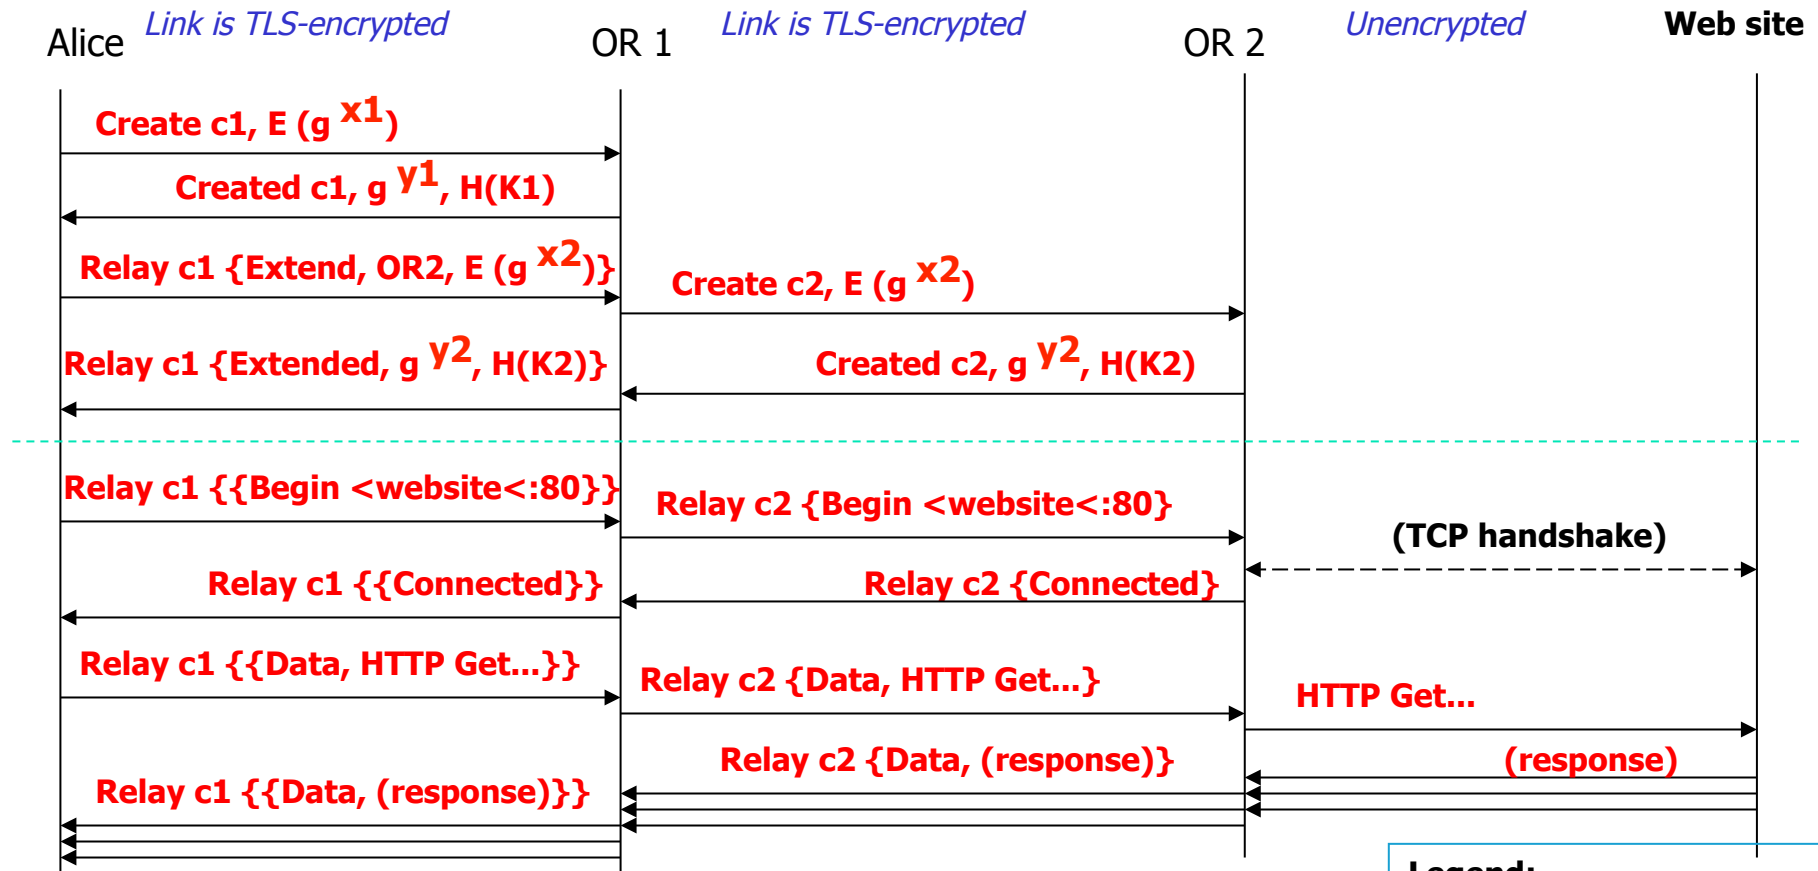 Alice Link is TLS-encrypted OR 1 Link is TLS-encrypted OR 2 Unencrypted Web site
Create c1, E (g x1)
Created c1, g y1, H(K1)
Relay c1 {Extend, OR2, E (g x2)}
Create c2, E (g x2)
Relay c1 {Extended, g y2, H(K2)} Created c2, g y2, H(K2)
Relay c1 {{Begin <website<:80}} Relay c2 {Begin <website<:80}
(TCP handshake)
Relay c1 {{Connected}} Relay c2 {Connected}
Relay c1 {{Data, HTTP Get...}} Relay c2 {Data, HTTP Get...} HTTP Get...
Relay c2 {Data, (response)} (response)
Relay c1 {{Data, (response)}}
Legend: